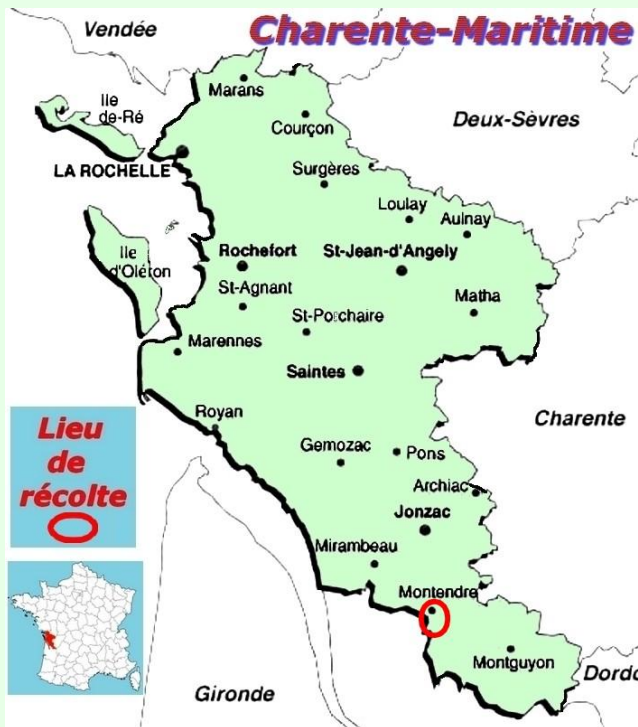 Charente-Maritime
Vendée
Marans
Ile
de-Ré
Courçon
Deux-Sèvres
LA ROCHELLE
Surgères
Loulay
Aulnay
Ile
d'Oléron
Rochefort
St-Jean-d'Angely
St-Agnant
St-Porchaire
Matha
Marennes
Saintes
Royan
Charente
Lieu
de
récolte
Gemozac
Pons
Archiac
Jonzac
Mirambeau
Montendre
Montguyon
Dordo
Gironde